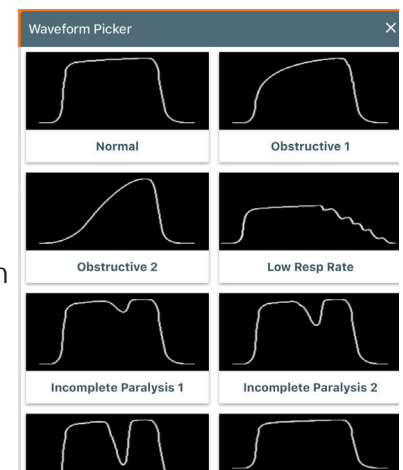 Waveform Picker
Normal
Obstructive 1
Obstructive 2
Low Resp Rate
Incomplete Paralysis 1
Incomplete Paralysis 2